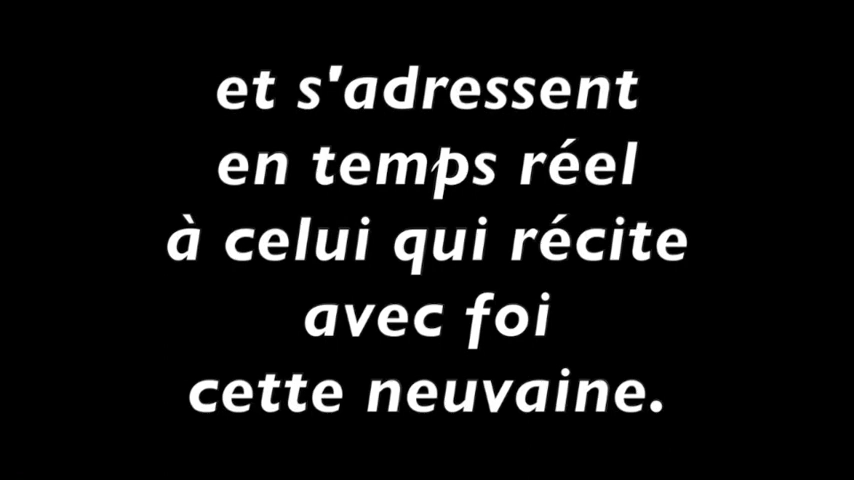 et s'adressent
en temps réel
à celui qui récite
avec foi
cette neuvaine.